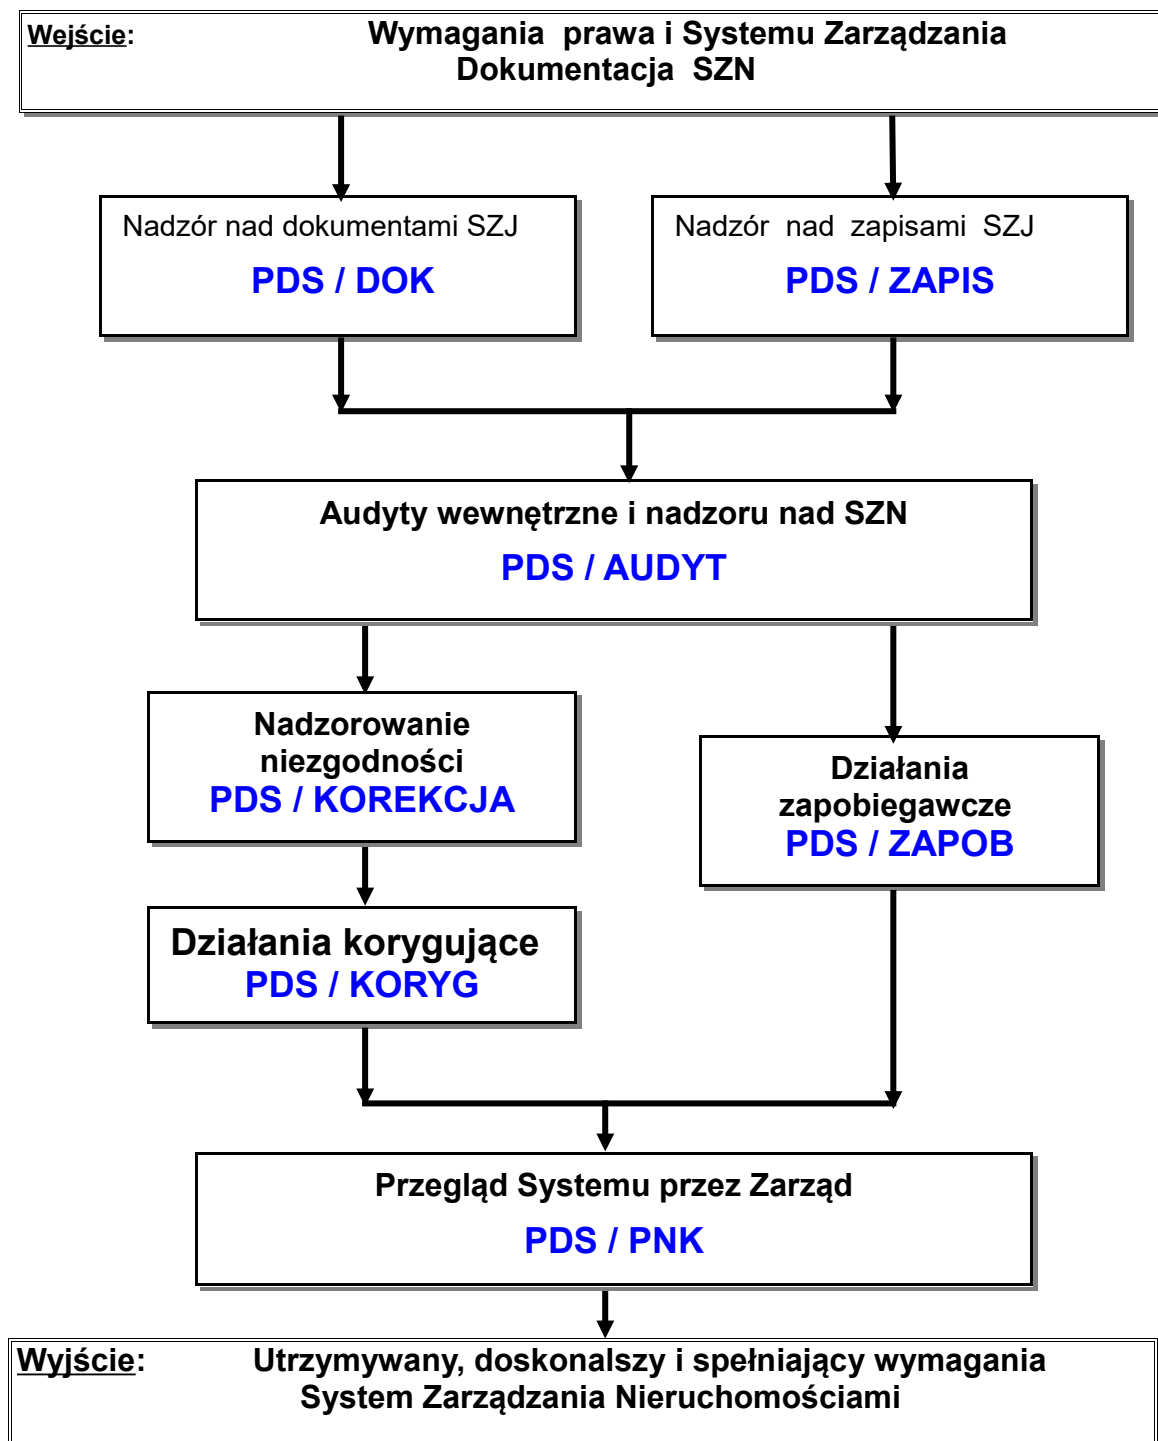 Wejście: Wymagania prawa i Systemu Zarządzania
Dokumentacja SZN
Nadzór nad dokumentami SZJ
PDS / DOK
Nadzór nad zapisami SZJ
PDS / ZAPIS
Audyty wewnętrzne i nadzoru nad SZN
PDS / AUDYT
Nadzorowanie
niezgodności
PDS / KOREKCJA
Działania
zapobiegawcze
PDS / ZAPOB
Działania korygujące
PDS / KORYG
Przegląd Systemu przez Zarząd
PDS / PNK
Wyjście: Utrzymywany, doskonalszy i spełniający wymagania
System Zarządzania Nieruchomościami